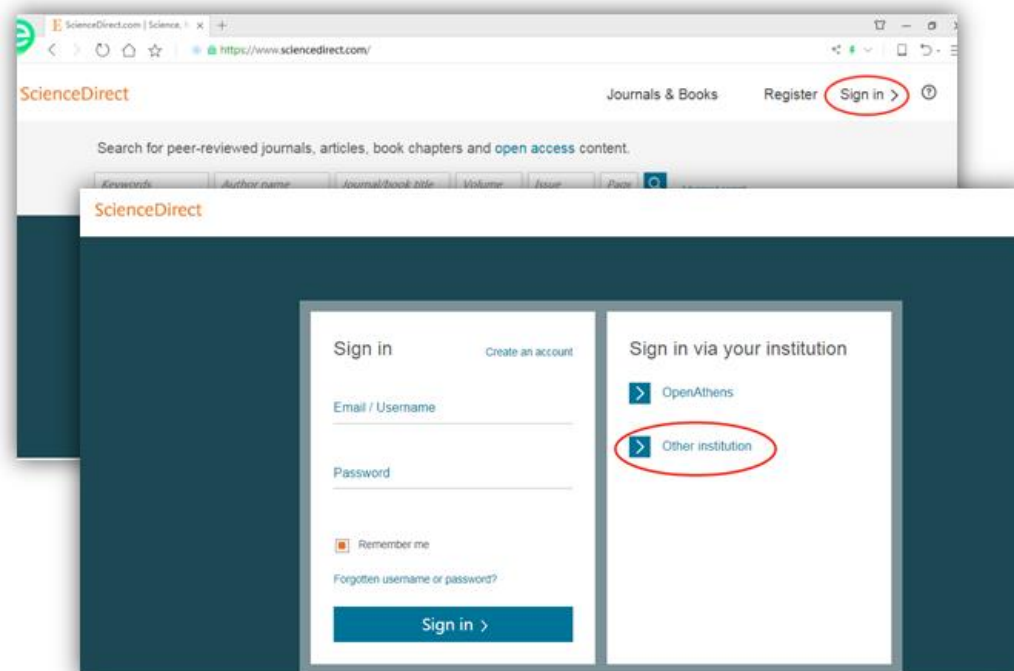 ScienceDirect.com | Science, h
https://www.sciencedirect.com/
ScienceDirect
Journals & Books Register Sign in >
Search for peer-reviewed journals, articles, book chapters and open access content.
Keywords Author name Journal/book title Volume Issue Page
ScienceDirect
Sign in
Create an account
Email / Username
Password
Remember me
Forgotten username or password?
Sign in >
Sign in via your institution
OpenAthens
Other institution